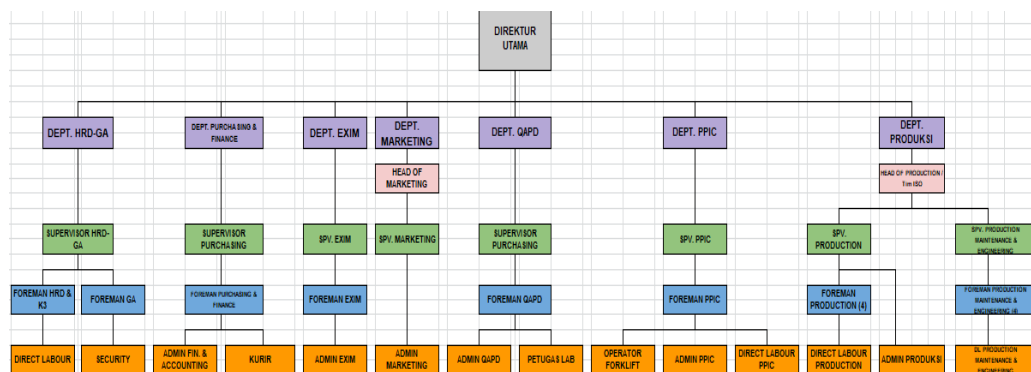 DIREKTUR
UTAMA
DEPT. HRD-GA
DEPT. PURCHASING &
FINANCE
DEPT. EXIM
DEPT.
MARKETING
DEPT. QAPD
DEPT. PPIC
DEPT.
PRODUKSI
HEAD OF
MARKETING
HEAD OF PRODUCTION /
Tim ISO
SUPERVISOR HRD-
GA
SUPERVISOR
PURCHASING
SPV. EXIM
SPV. MARKETING
SUPERVISOR
PURCHASING
SPV. PPIC
SPV.
PRODUCTION
SPV. PRODUCTION
MAINTENANCE &
ENGINEERING
FOREMAN HRD &
K3
FOREMAN GA
FOREMAN PURCHASING &
FINANCE
FOREMAN EXIM
FOREMAN QAPD
FOREMAN PPIC
FOREMAN
PRODUCTION (4)
FOREMAN PRODUCTION
MAINTENANCE &
ENGINEERING (4)
DIRECT LABOUR
SECURITY
ADMIN FIN. &
ACCOUNTING
KURIR
ADMIN EXIM
ADMIN
MARKETING
ADMIN QAPD
PETUGAS LAB
OPERATOR
FORKLIFT
ADMIN PPIC
DIRECT LABOUR
PPIC
DIRECT LABOUR
PRODUCTION
ADMIN PRODUKSI
DL PRODUCTION
MAINTENANCE &
ENGINEERING